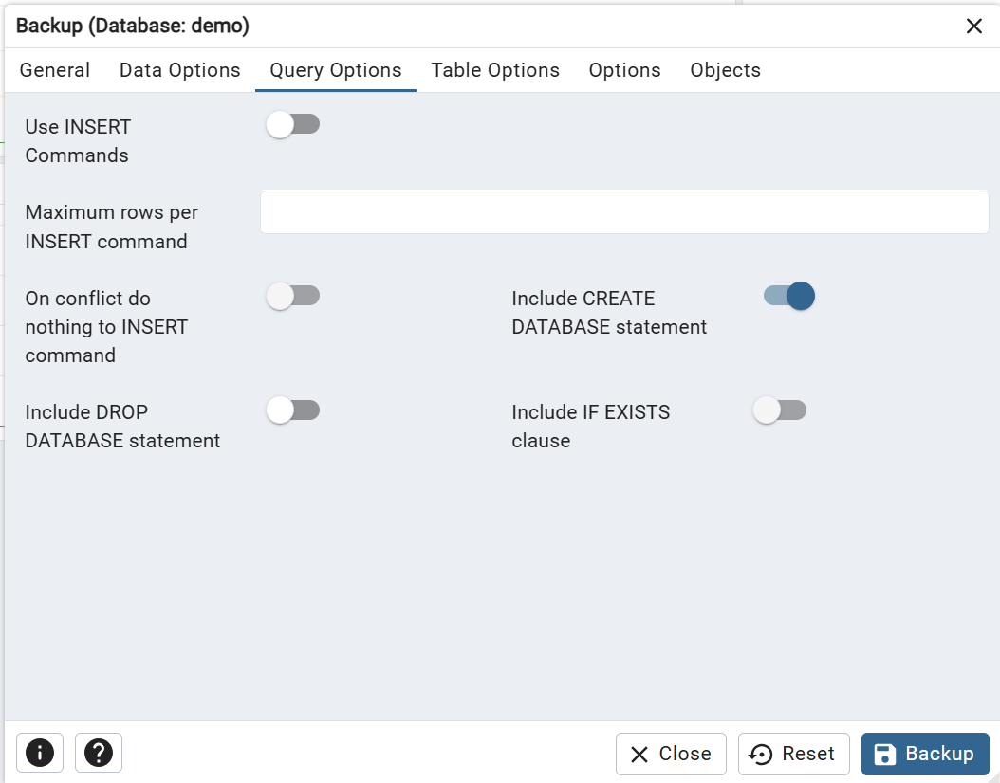 Backup (Database: demo)
General Data Options Query Options Table Options Options Objects
Use INSERT
Commands
Maximum rows per
INSERT command
On conflict do
nothing to INSERT
command
Include CREATE
DATABASE statement
Include DROP
DATABASE statement
Include IF EXISTS
clause
Close Reset Backup